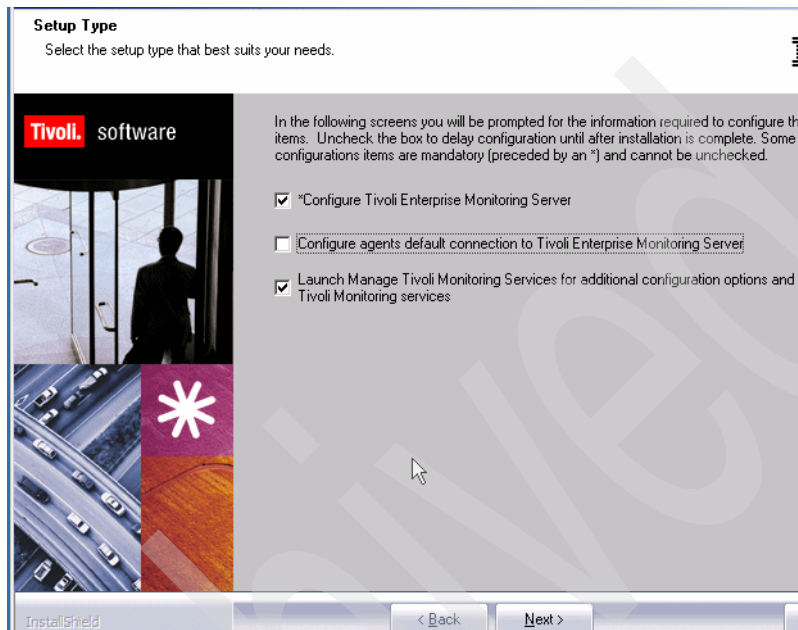 Setup Type
Select the setup type that best suits your needs.
Tivoli. software
In the following screens you will be prompted for the information required to configure
items. Uncheck the box to delay configuration until after installation is complete. Some
configurations items are mandatory (preceded by an *) and cannot be unchecked.
*Configure Tivoli Enterprise Monitoring Server
Configure agents default connection to Tivoli Enterprise Monitoring Server
Launch Manage Tivoli Monitoring Services for additional configuration options and
Tivoli Monitoring services
InstallShield
< Back
Next >